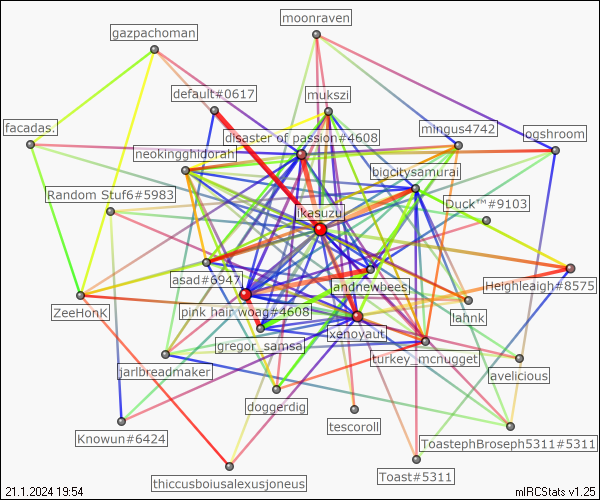 moonraven
gazpachoman
default#0617
mukszi
facadas.
disaster of passion#4608
mingus4742
ogshroom
neokingghidorah
bigcitysamurai
Random Stuf6#5983
Duck™#9103
ikasuzu
asad#6947
andnewbees
Heighleaigh#8575
ZeeHonK
pink hair woag#4608
lahnk
gregor_samsa
xenoyaut
turkey_mcnugget
jarlbreadmaker
avelicious
doggerdig
tescoroll
Knowun#6424
ToastephBroseph5311#5311
thiccusboiusalexusjoneus
Toast#5311
21.1.2024 19:54
mIRCStats v1.25